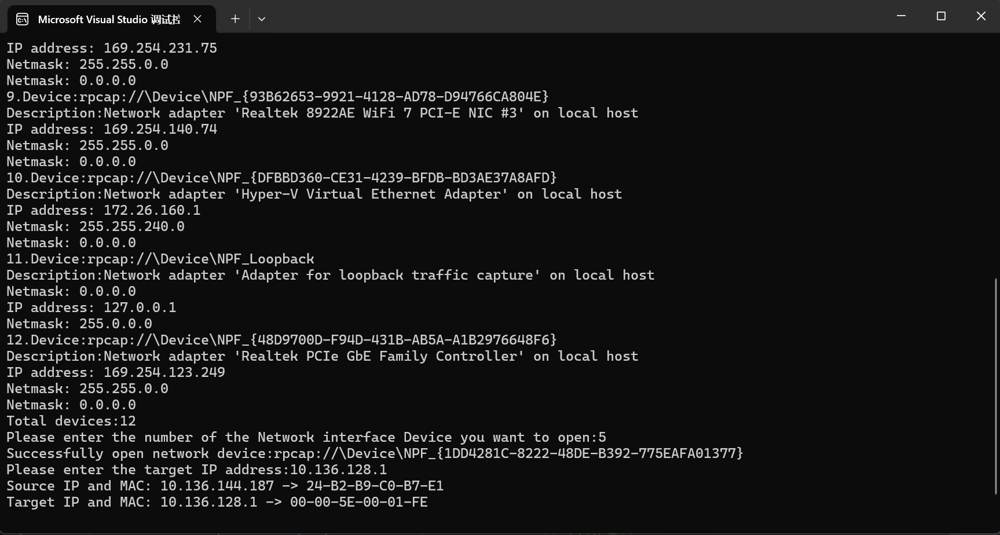 Microsoft Visual Studio 调试控
IP address: 169.254.231.75
Netmask: 255.255.0.0
Netmask: 0.0.0.0
9.Device:rpcap://\Device\NPF_{93B62653-9921-4128-AD78-D94766CA804E}
Description:Network adapter 'Realtek 8922AE WiFi 7 PCI-E NIC #3' on local host
IP address: 169.254.140.74
Netmask: 255.255.0.0
Netmask: 0.0.0.0
10.Device:rpcap://\Device\NPF_{DFBBD360-CE31-4239-BFDB-BD3AE37A8AFD}
Description:Network adapter 'Hyper-V Virtual Ethernet Adapter' on local host
IP address: 172.26.160.1
Netmask: 255.255.240.0
Netmask: 0.0.0.0
11.Device:rpcap://\Device\NPF_Loopback
Description:Network adapter 'Adapter for loopback traffic capture' on local host
Netmask: 0.0.0.0
IP address: 127.0.0.1
Netmask: 255.0.0.0
12.Device:rpcap://\Device\NPF_{48D9700D-F94D-431B-AB5A-A1B2976648F6}
Description:Network adapter 'Realtek PCIe GbE Family Controller' on local host
IP address: 169.254.123.249
Netmask: 255.255.0.0
Netmask: 0.0.0.0
Total devices:12
Please enter the number of the Network interface Device you want to open:5
Successfully open network device:rpcap://\Device\NPF_{1DD4281C-8222-48DE-B392-775EAFA01377}
Please enter the target IP address:10.136.128.1
Source IP and MAC: 10.136.144.187 -> 24-B2-B9-C0-B7-E1
Target IP and MAC: 10.136.128.1 -> 00-00-5E-00-01-FE